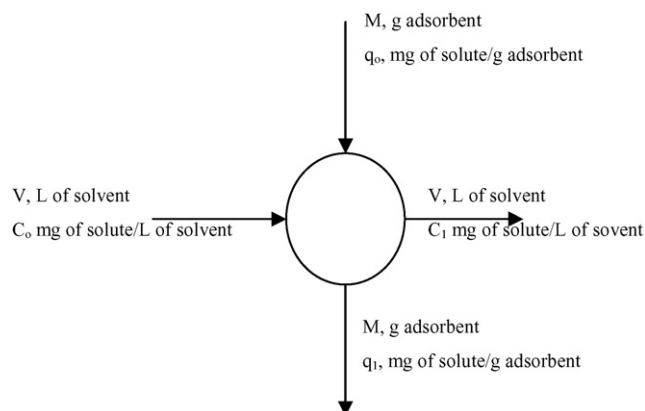 M, g adsorbent
qₒ, mg of solute/g adsorbent
V, L of solvent
Cₒ mg of solute/L of solvent
V, L of solvent
C₁ mg of solute/L of sovent
M, g adsorbent
q₁, mg of solute/g adsorbent